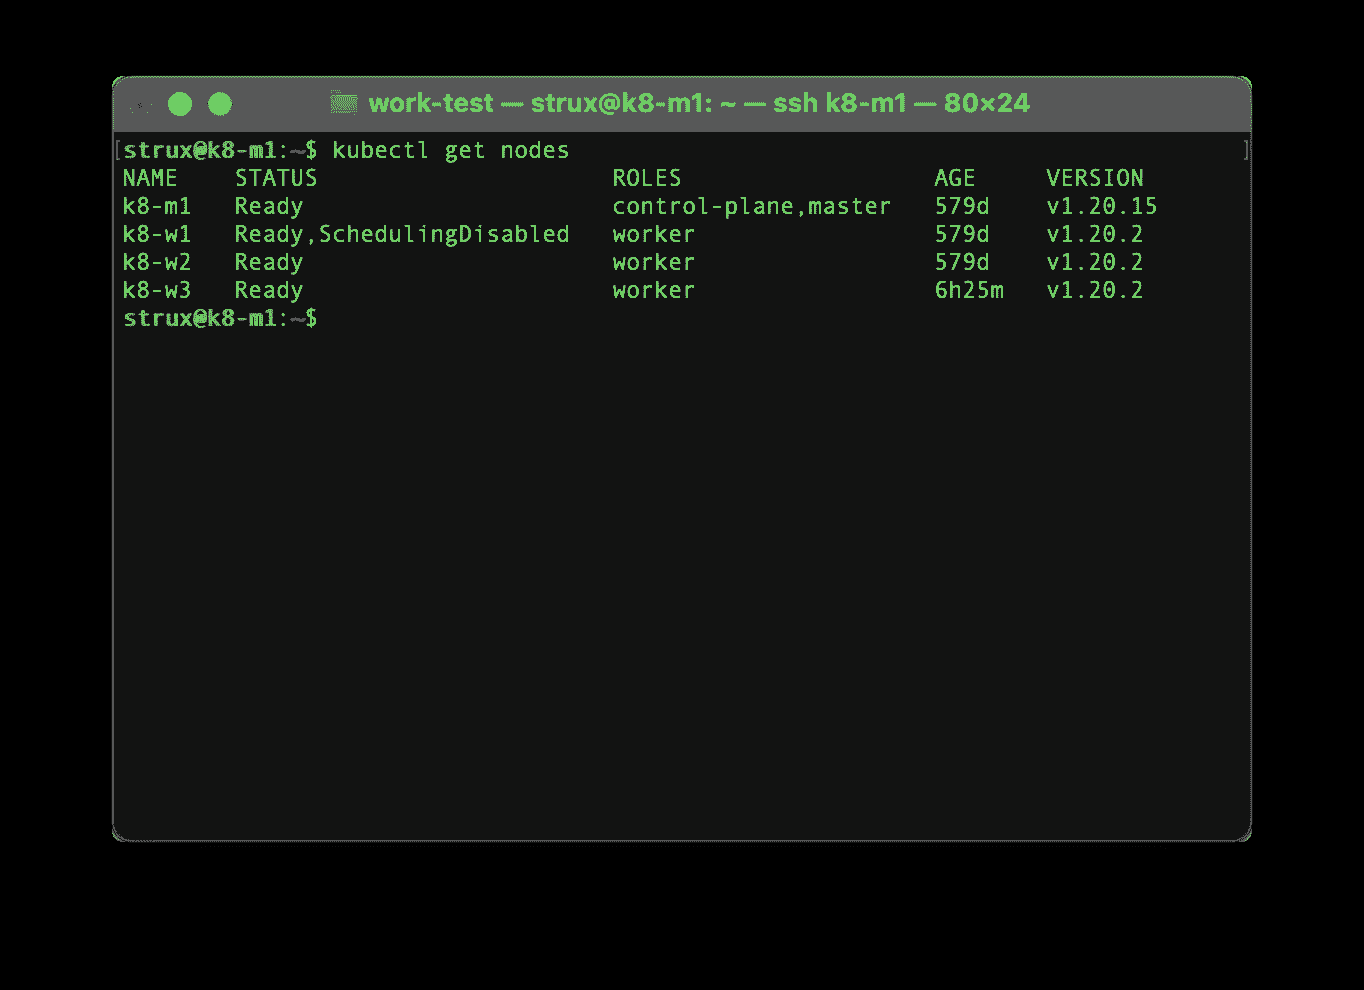 work-test — strux@k8-m1: ~ — ssh k8-m1 — 80×24
[strux@k8-m1:~$ kubectl get nodes ]
NAME STATUS ROLES AGE VERSION
k8-m1 Ready control-plane,master 579d v1.20.15
k8-w1 Ready,SchedulingDisabled worker 579d v1.20.2
k8-w2 Ready worker 579d v1.20.2
k8-w3 Ready worker 6h25m v1.20.2
strux@k8-m1:~$